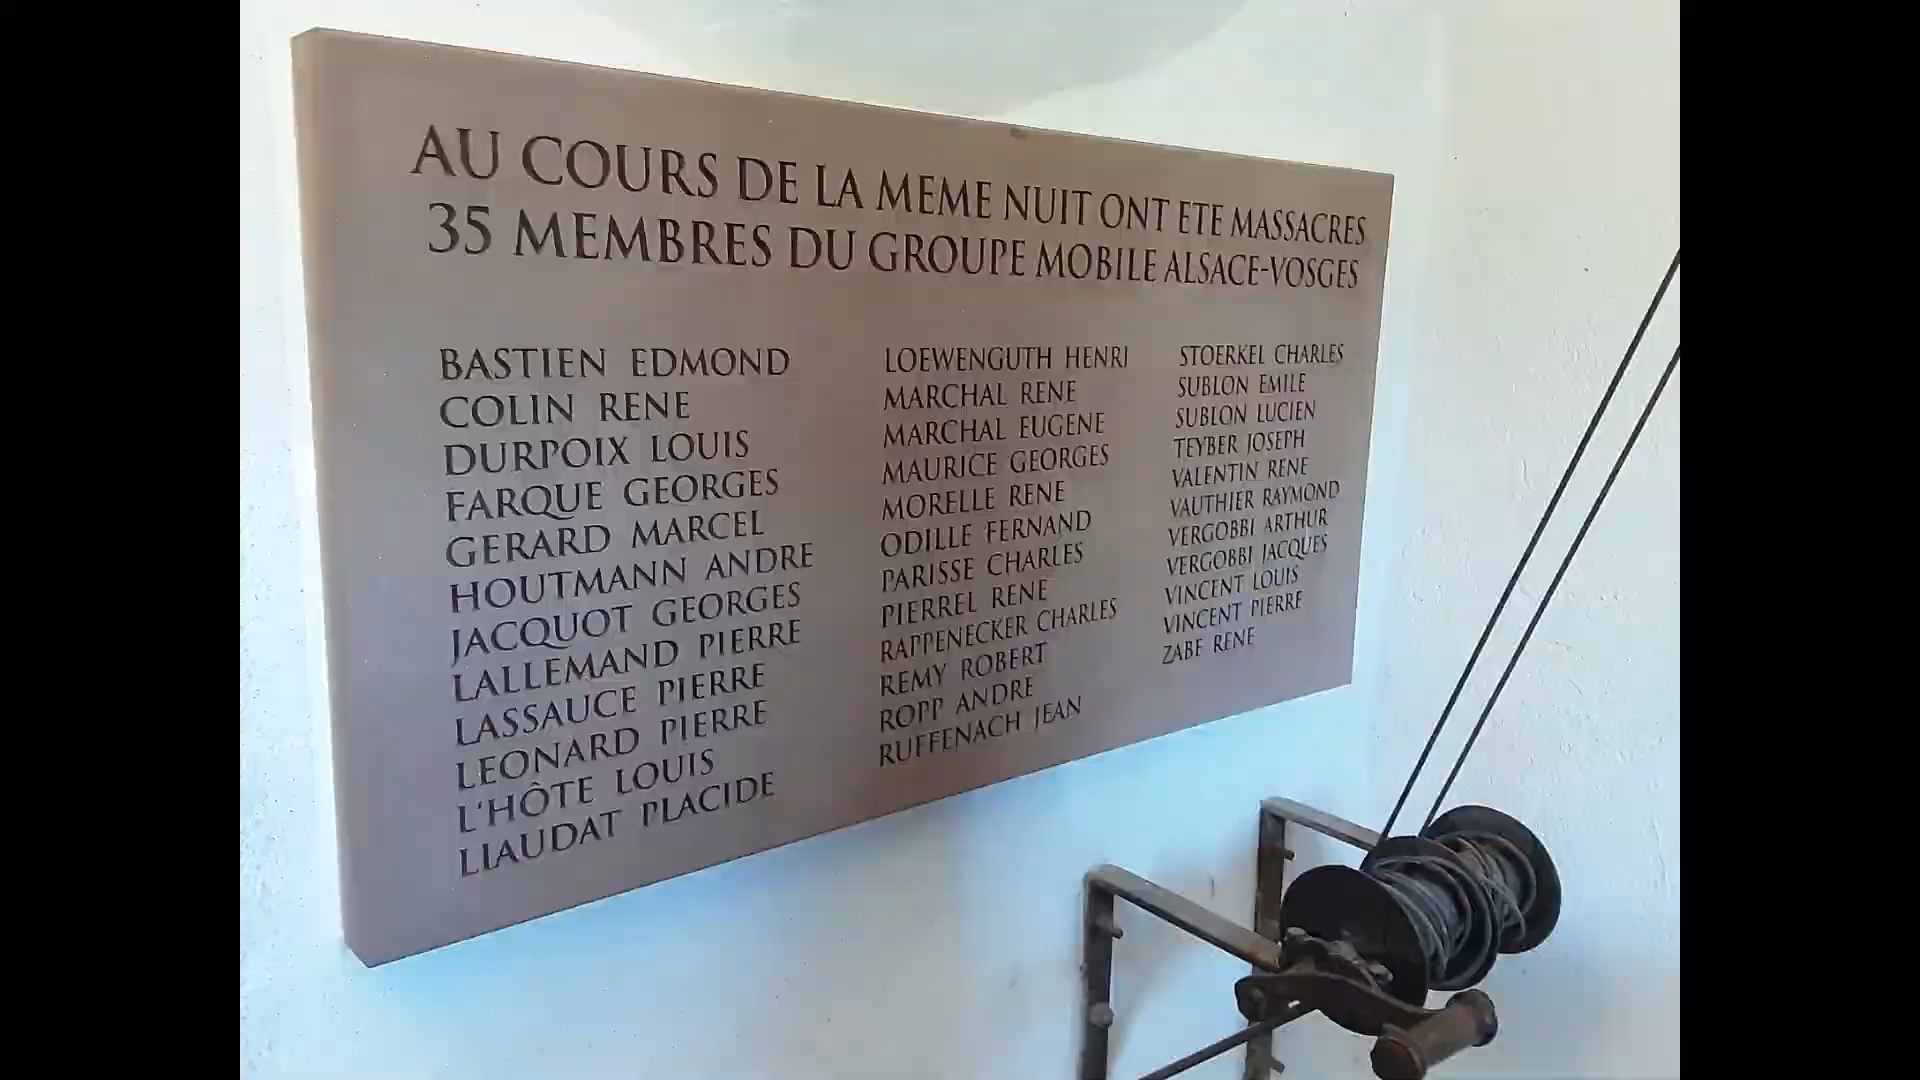 AU COURS DE LA MEME NUIT ONT ETE MASSACRES
35 MEMBRES DU GROUPE MOBILE ALSACE-VOSGES
BASTIEN EDMOND
COLIN RENE
DURPOIX LOUIS
FARQUE GEORGES
GERARD MARCEL
HOUTMANN ANDRE
JACQUOT GEORGES
LALLEMAND PIERRE
LASSAUCE PIERRE
LEONARD PIERRE
L'HÔTE LOUIS
LIAUDAT PLACIDE
LOEWENGUTH HENRI
MARCHAL RENE
MARCHAL EUGENE
MAURICE GEORGES
MORELLE RENE
ODILLE FERNAND
PARISSE CHARLES
PIERREL RENE
RAPPENECKER CHARLES
REMY ROBERT
ROPP ANDRE
RUFFENACH JEAN
STOERKEL CHARLES
SUBLON EMILE
SUBLON LUCIEN
TEYBER JOSEPH
VALENTIN RENE
VAUTHIER RAYMOND
VERGOBBI ARTHUR
VERGOBBI JACQUES
VINCENT LOUIS
VINCENT PIERRE
ZABE RENE